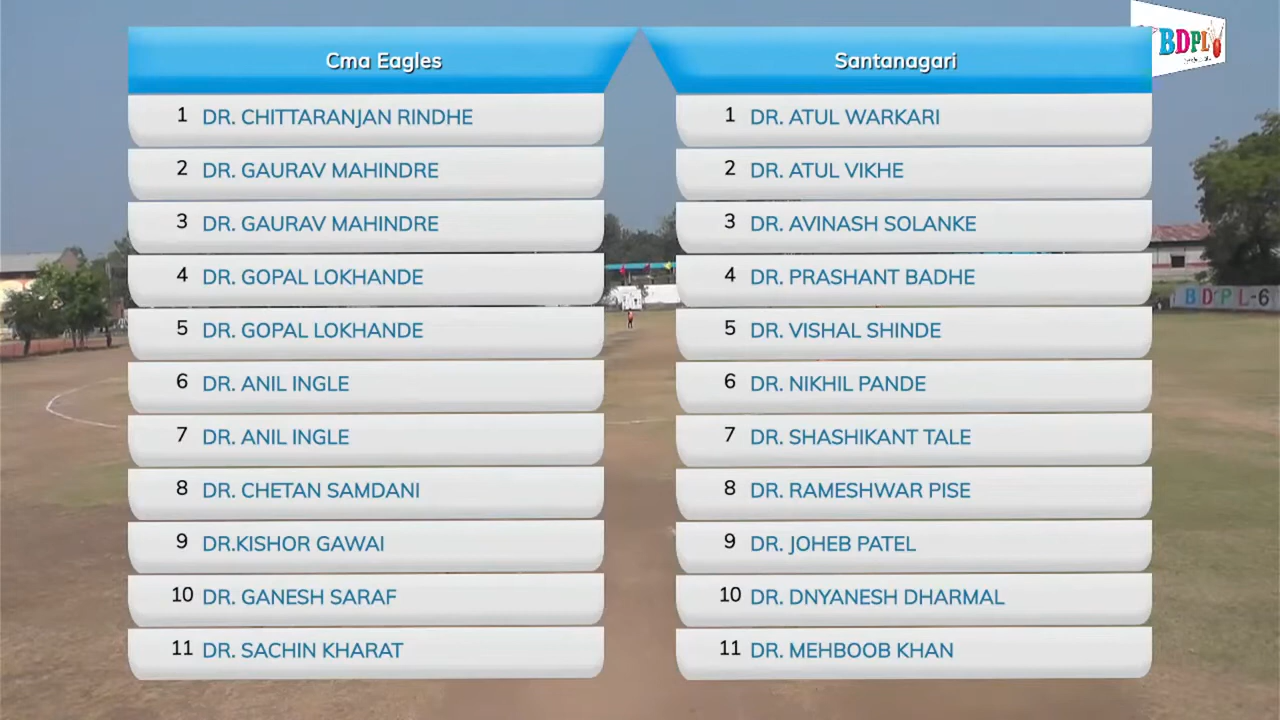 Cma Eagles
1 DR. CHITTARANJAN RINDHE
2 DR. GAURAV MAHINDRE
3 DR. GAURAV MAHINDRE
4 DR. GOPAL LOKHANDE
5 DR. GOPAL LOKHANDE
6 DR. ANIL INGLE
7 DR. ANIL INGLE
8 DR. CHETAN SAMDANI
9 DR.KISHOR GAWAI
10 DR. GANESH SARAF
11 DR. SACHIN KHARAT
Santanagari
1 DR. ATUL WARKARI
2 DR. ATUL VIKHE
3 DR. AVINASH SOLANKE
4 DR. PRASHANT BADHE
5 DR. VISHAL SHINDE
6 DR. NIKHIL PANDE
7 DR. SHASHIKANT TALE
8 DR. RAMESHWAR PISE
9 DR. JOHEB PATEL
10 DR. DNYANESH DHARMAL
11 DR. MEHBOOB KHAN
BDPL
BDPL-6